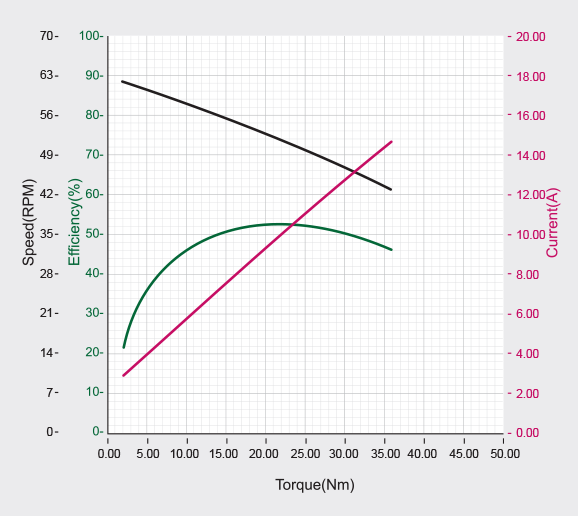 70- 100- - 20.00
63- 90- - 18.00
56- 80- - 16.00
49- 70- - 14.00
42- 60- - 12.00
35- 50- - 10.00
28- 40- - 8.00
21- 30- - 6.00
14- 20- - 4.00
7- 10- - 2.00
0- 0- - 0.00
Speed(RPM)
Efficiency(%)
Current(A)
0.00 5.00 10.00 15.00 20.00 25.00 30.00 35.00 40.00 45.00 50.00
Torque(Nm)